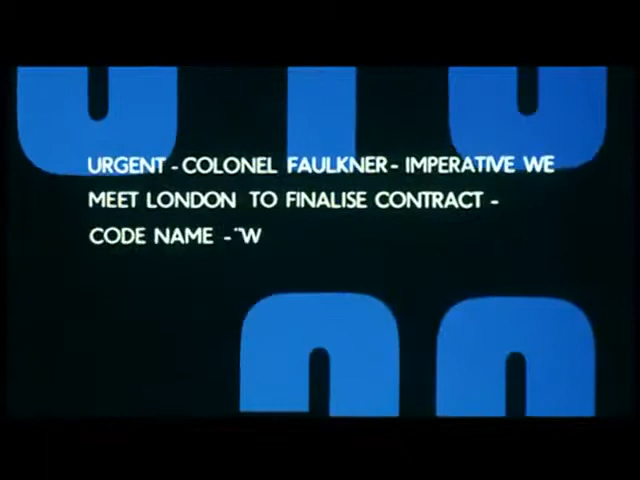 URGENT - COLONEL FAULKNER - IMPERATIVE WE
MEET LONDON TO FINALISE CONTRACT -
CODE NAME - "W